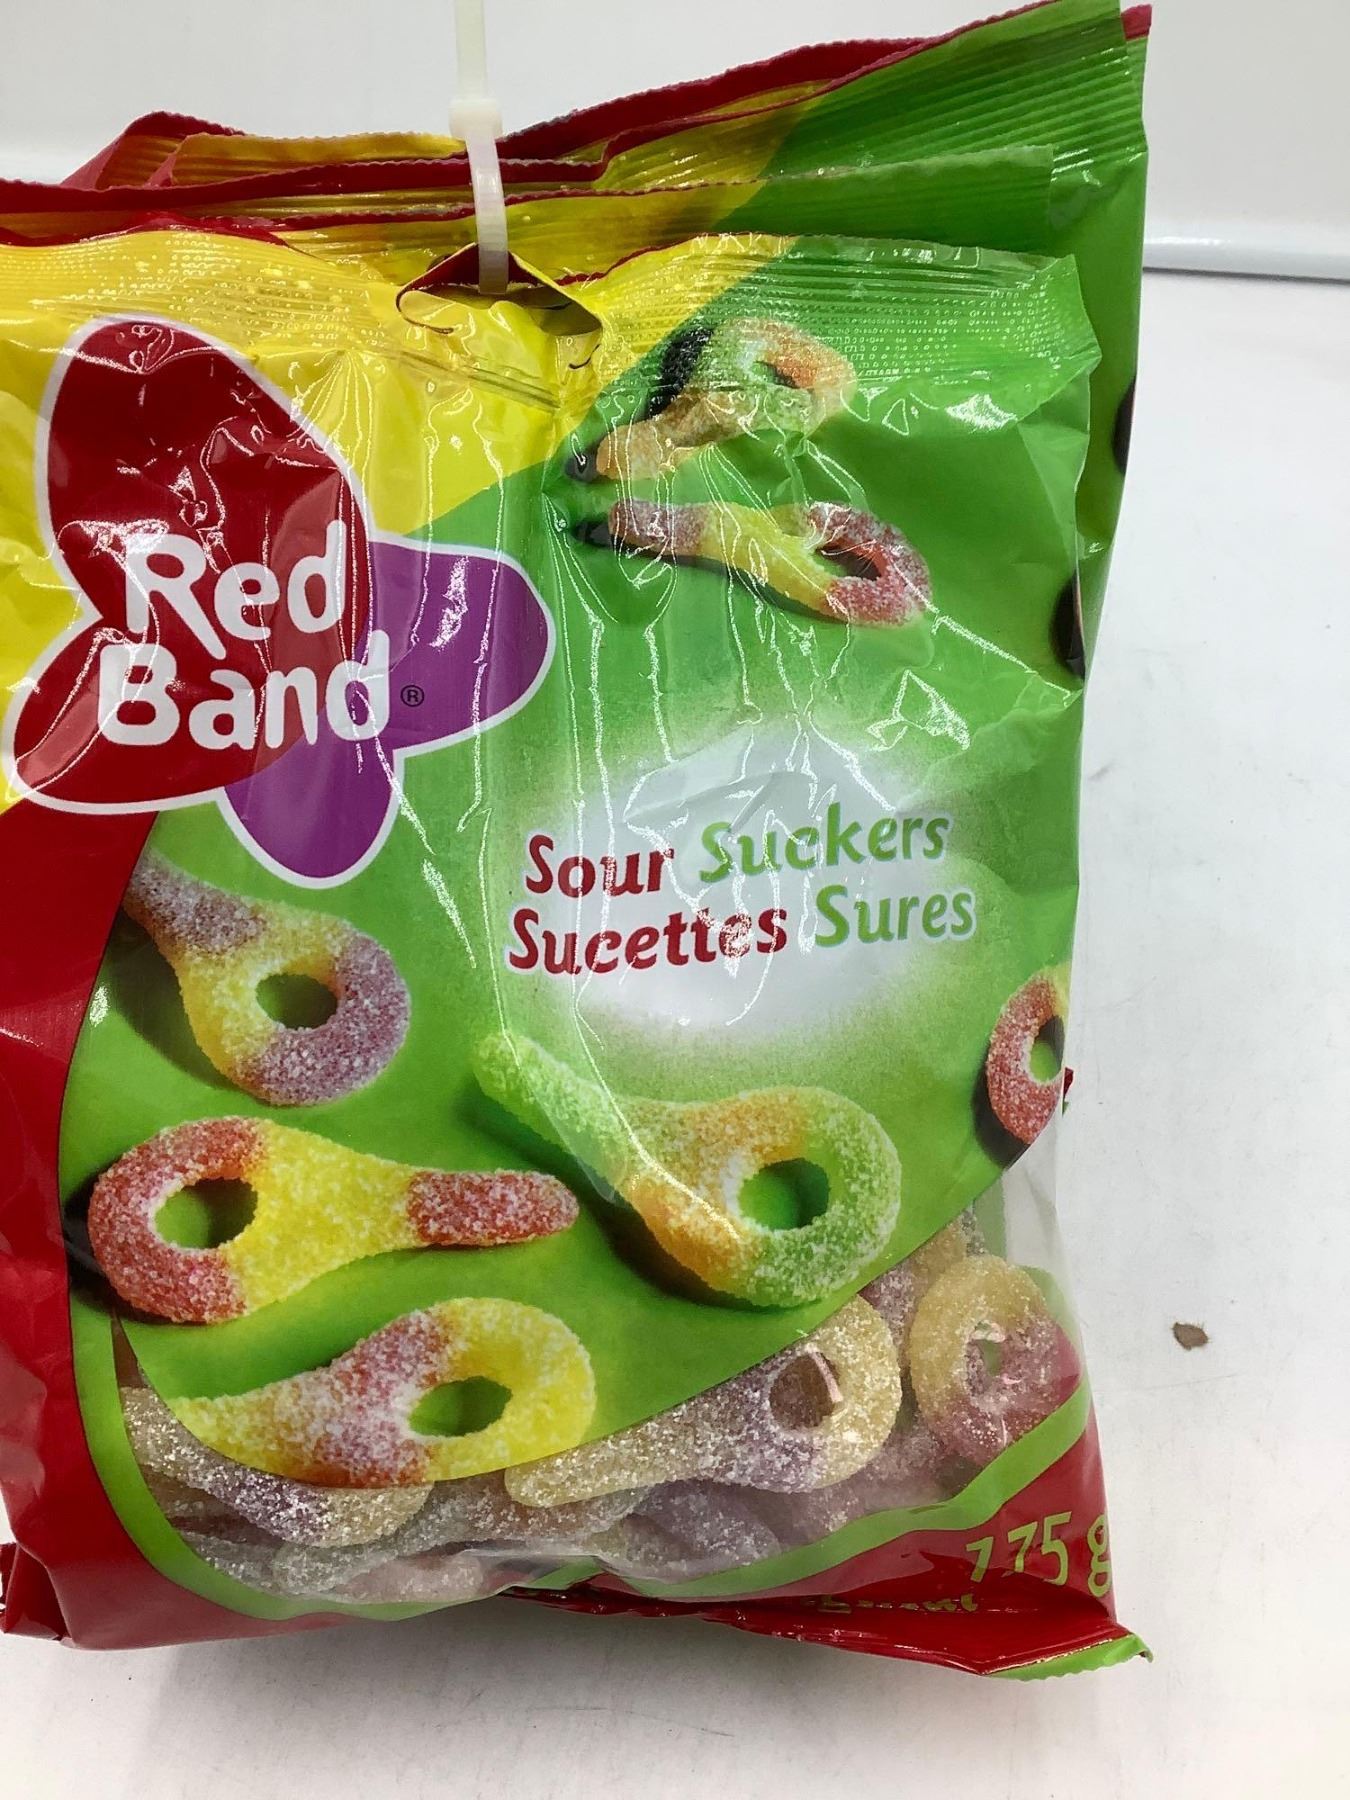 Red
Band®
Sour Suckers
Sucettes Sures
175 g